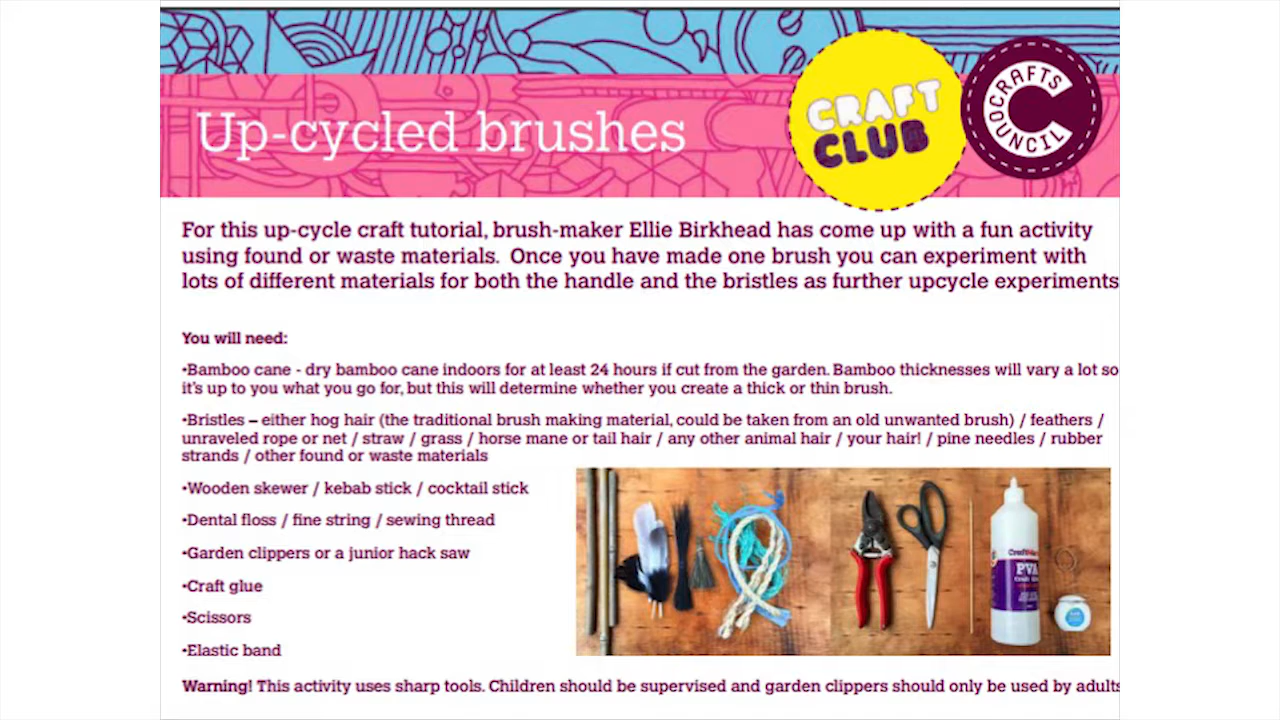 Up-cycled brushes
CRAFT
CLUB
CRAFTS
COUNCIL
For this up-cycle craft tutorial, brush-maker Ellie Birkhead has come up with a fun activity
using found or waste materials.  Once you have made one brush you can experiment with
lots of different materials for both the handle and the bristles as further upcycle experiments
You will need:
•Bamboo cane - dry bamboo cane indoors for at least 24 hours if cut from the garden. Bamboo thicknesses will vary a lot so
it's up to you what you go for, but this will determine whether you create a thick or thin brush.
•Bristles – either hog hair (the traditional brush making material, could be taken from an old unwanted brush) / feathers /
unraveled rope or net / straw / grass / horse mane or tail hair / any other animal hair / your hair! / pine needles / rubber
strands / other found or waste materials
•Wooden skewer / kebab stick / cocktail stick
•Dental floss / fine string / sewing thread
•Garden clippers or a junior hack saw
•Craft glue
•Scissors
•Elastic band
PVA
Warning! This activity uses sharp tools. Children should be supervised and garden clippers should only be used by adults